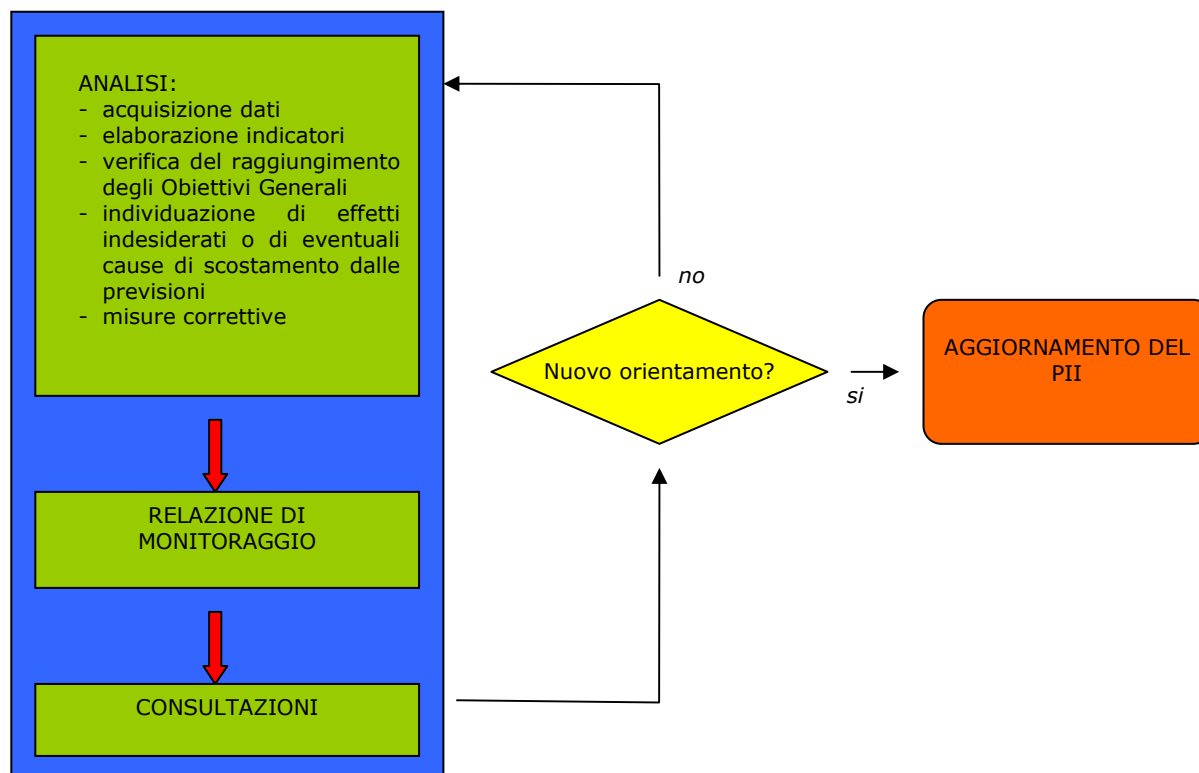 ANALISI:
- acquisizione dati
- elaborazione indicatori
- verifica del raggiungimento
degli Obiettivi Generali
- individuazione di effetti
indesiderati o di eventuali
cause di scostamento dalle
previsioni
- misure correttive
RELAZIONE DI
MONITORAGGIO
CONSULTAZIONI
no
Nuovo orientamento?
si
AGGIORNAMENTO DEL
PII